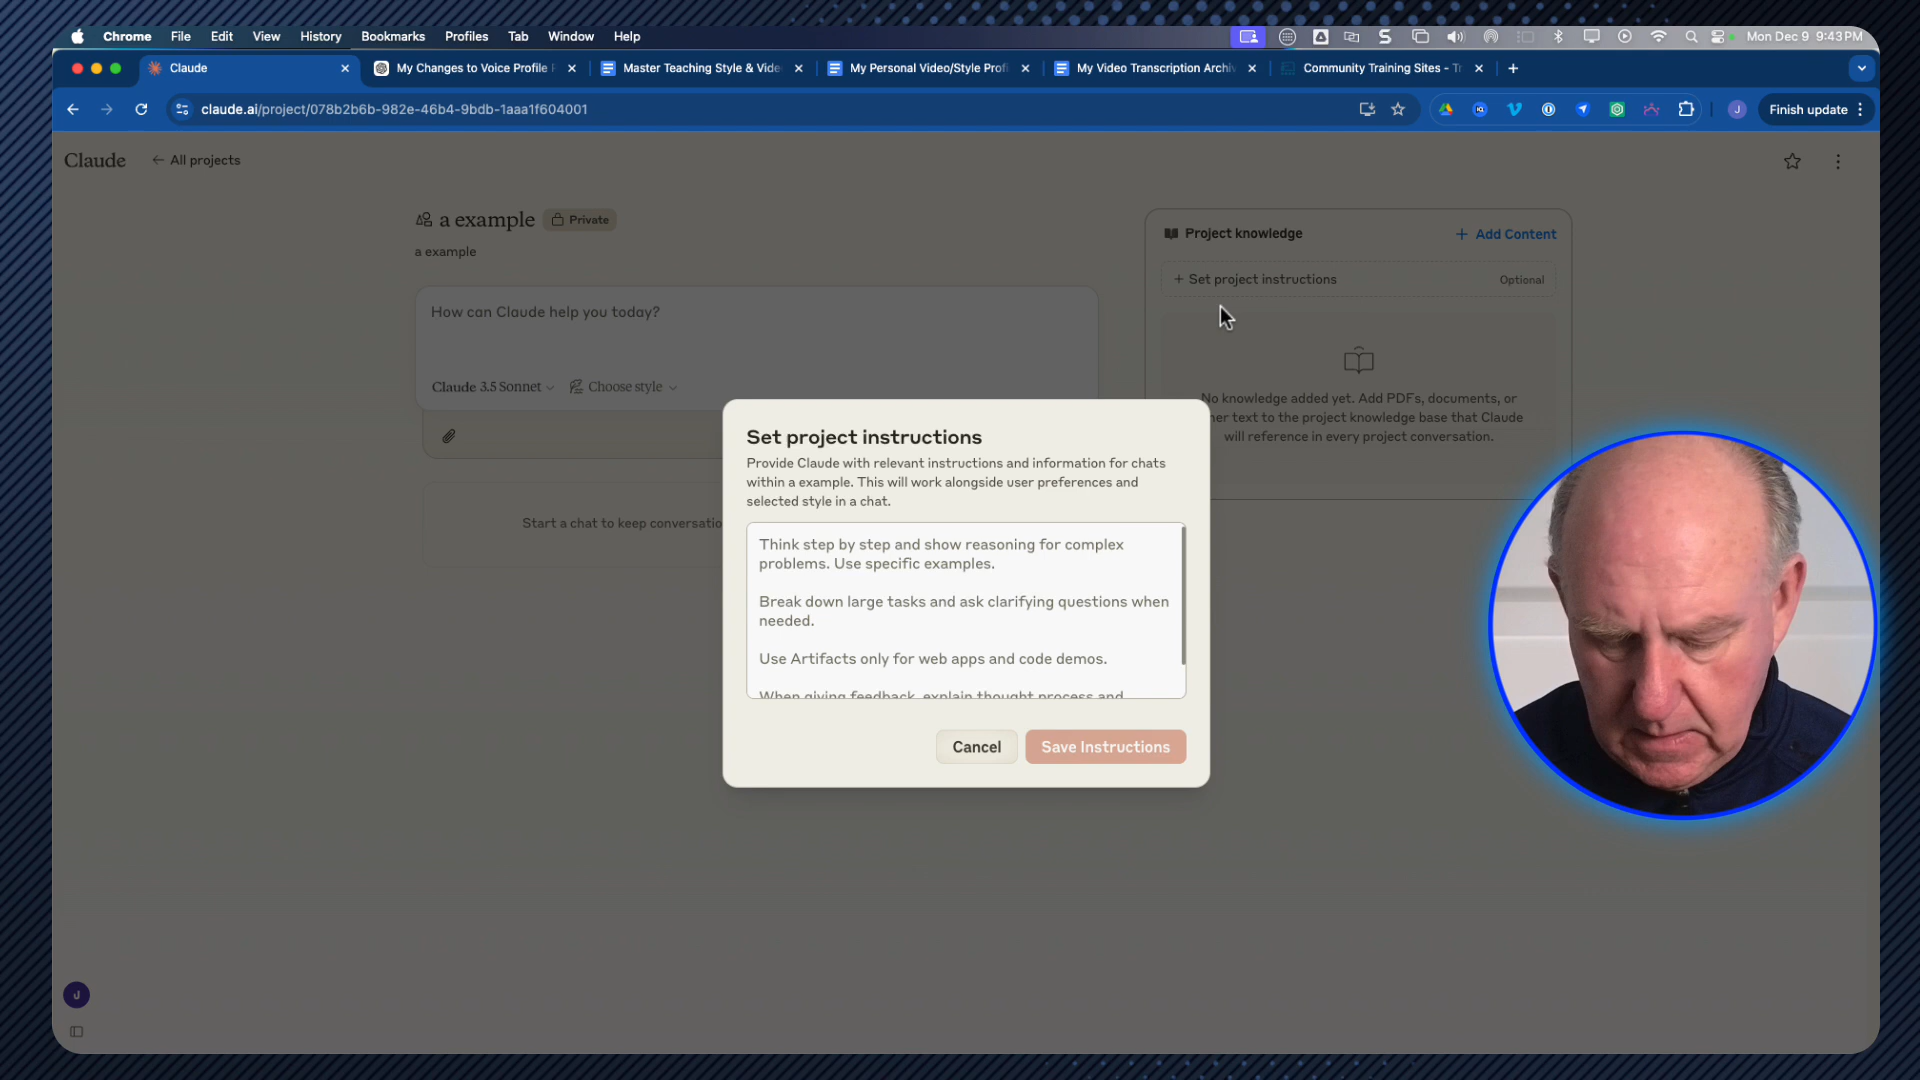 Chrome File Edit View History Bookmarks Profiles Tab Window Help Mon Dec 9 9:43 PM
Claude My Changes to Voice Profile Master Teaching Style & Vide My Personal Video/Style Profi My Video Transcription Archiv Community Training Sites - Tr
claude.ai/project/078b2b6b-982e-46b4-9bdb-1aaa1f604001 J Finish update
Claude ← All projects
a example Private
a example
How can Claude help you today?
Claude 3.5 Sonnet Choose style
Start a chat to keep conversatio
Project knowledge + Add Content
+ Set project instructions Optional
No knowledge added yet. Add PDFs, documents, or
her text to the project knowledge base that Claude
will reference in every project conversation.
Set project instructions
Provide Claude with relevant instructions and information for chats
within a example. This will work alongside user preferences and
selected style in a chat.
Think step by step and show reasoning for complex
problems. Use specific examples.
Break down large tasks and ask clarifying questions when
needed.
Use Artifacts only for web apps and code demos.
When giving feedback, explain thought process and
Cancel Save Instructions
J